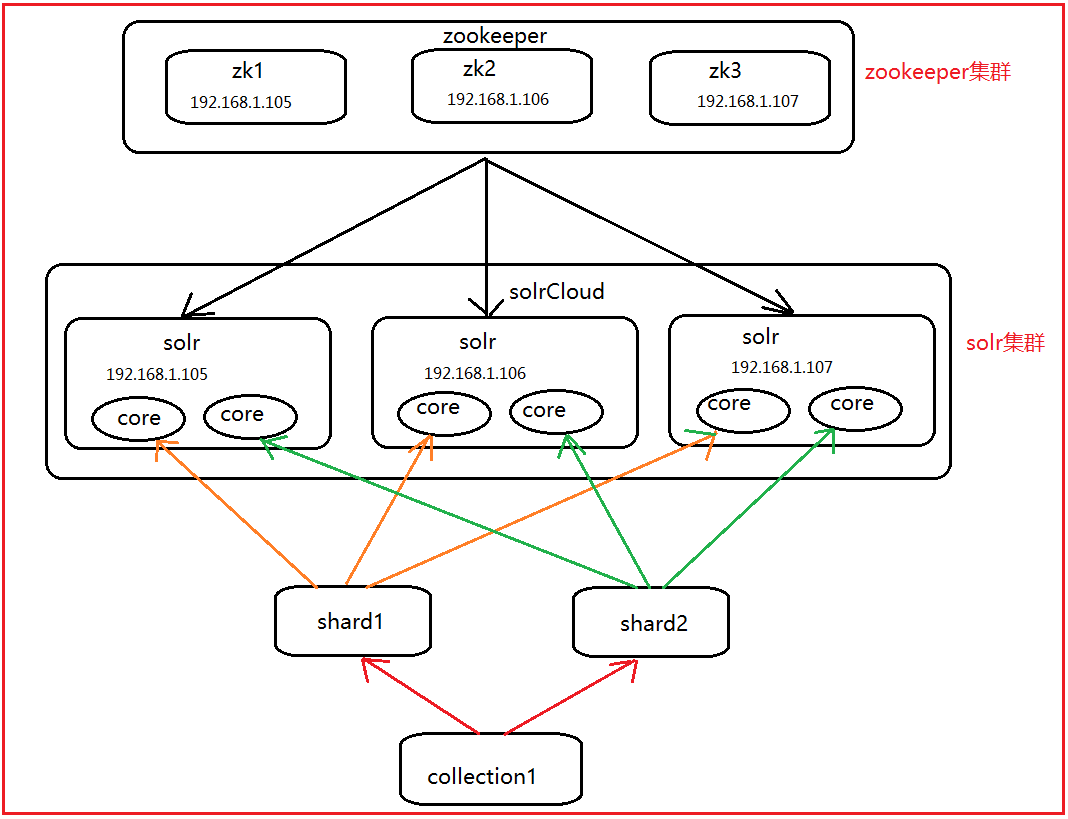 zookeeper
zk1
zk2
zk3
192.168.1.105
192.168.1.106
192.168.1.107
zookeeper集群
solrCloud
solr
solr
solr
192.168.1.105
192.168.1.106
192.168.1.107
solr集群
core
core
core
core
core
core
shard1
shard2
collection1